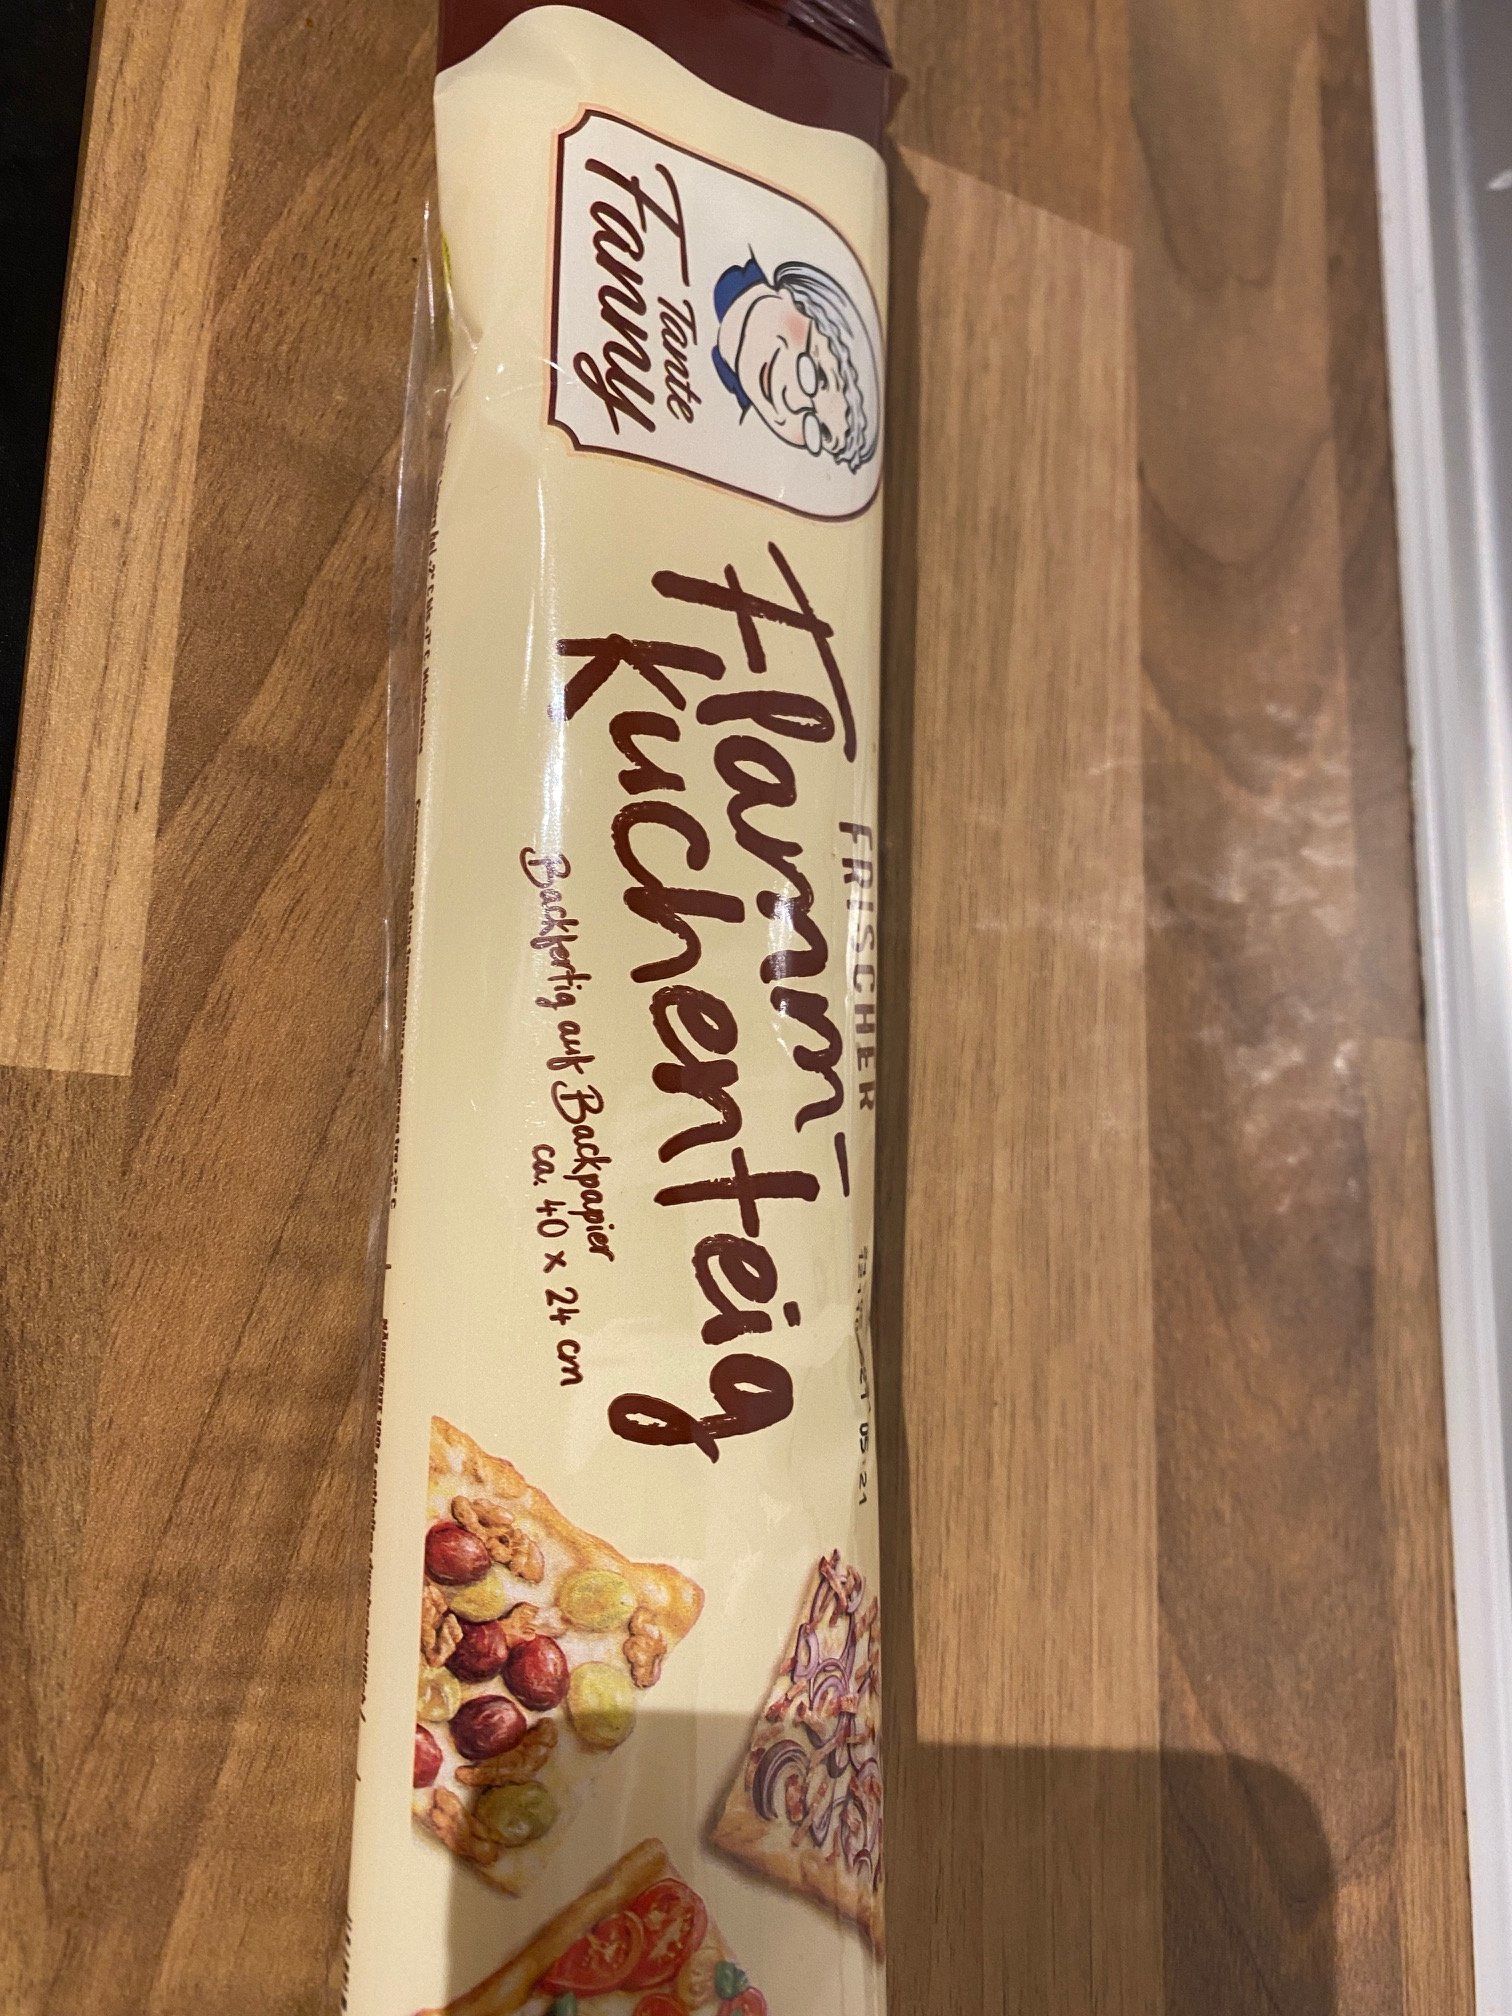 Tante
Fanny
FRISCHER
Flamm-
Kuchenteig
Backfertig auf Backpapier
ca. 40 x 24 cm